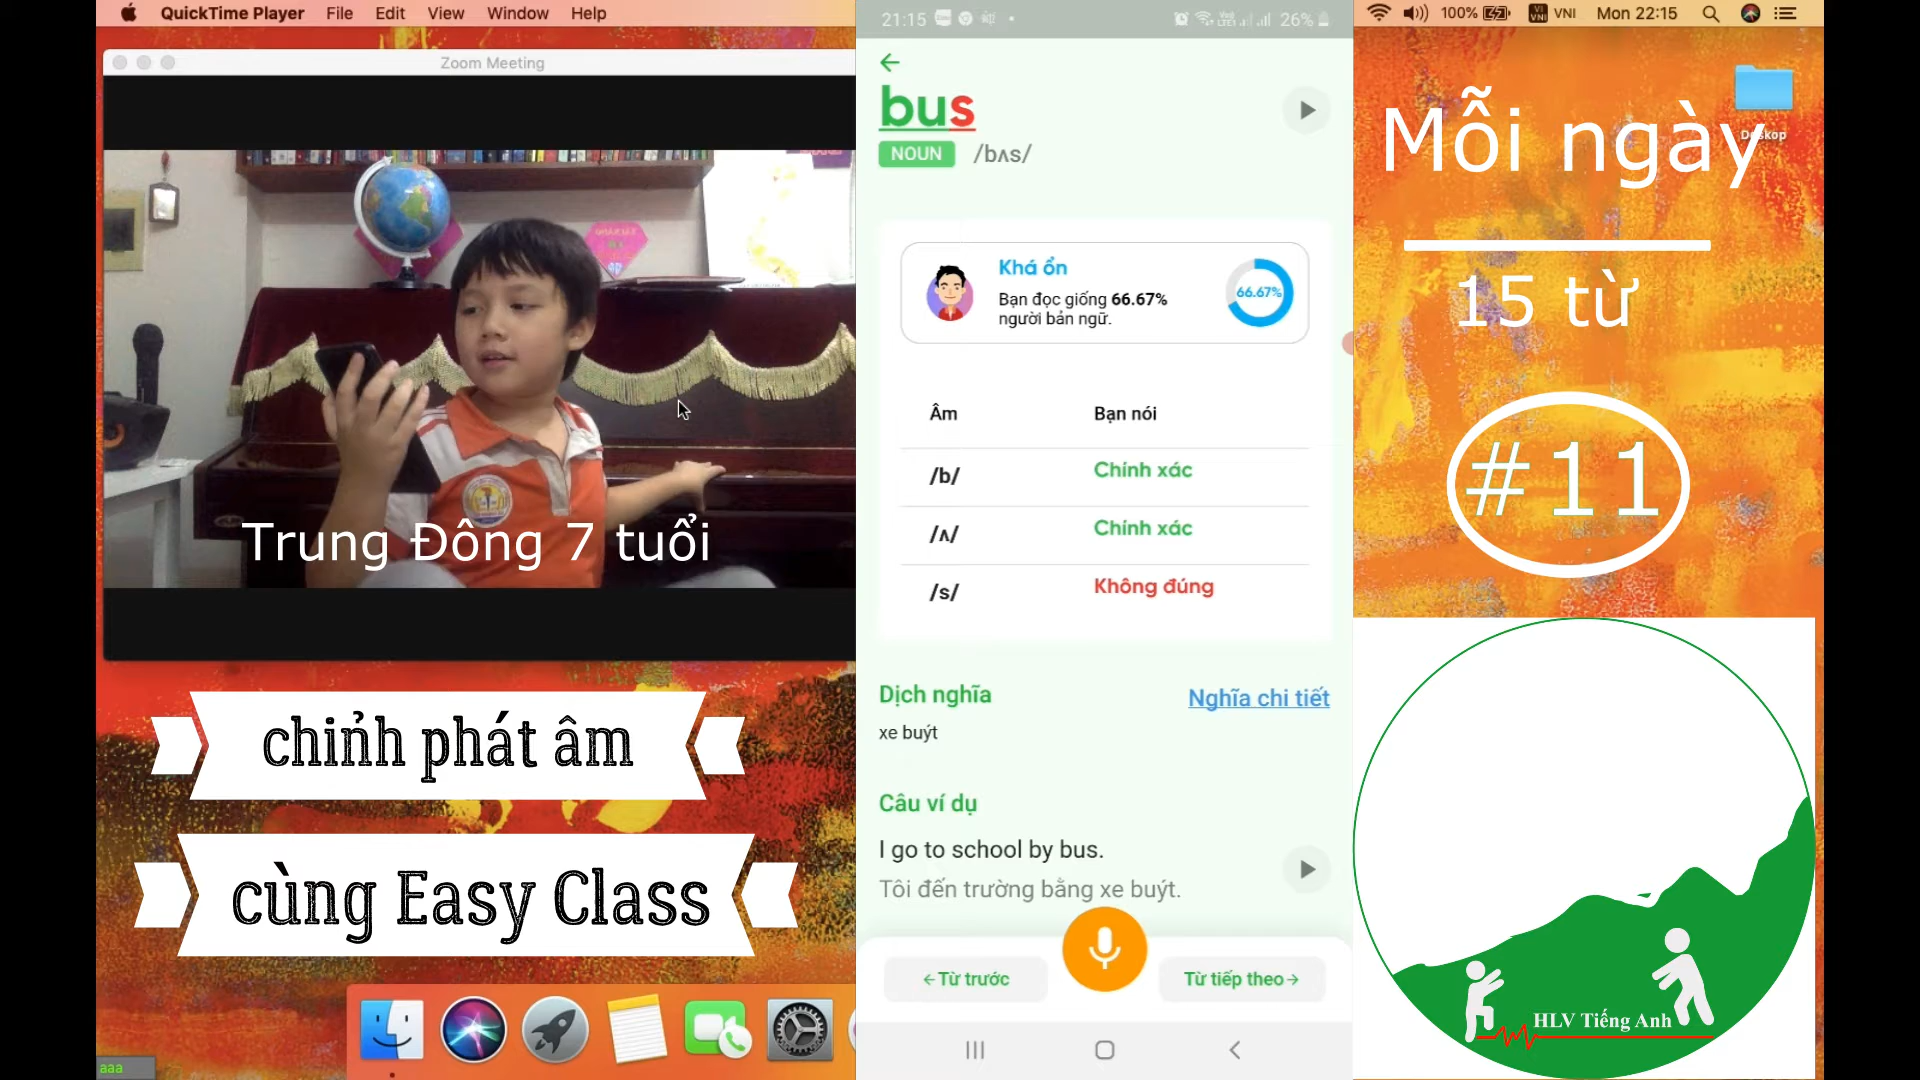 QuickTime Player File Edit View Window Help
Zoom Meeting
Trung Đông 7 tuổi
chỉnh phát âm
cùng Easy Class
aaa
21:15
26%
bus
NOUN /bʌs/
Khá ổn
Bạn đọc giống 66.67%
người bản ngữ.
66.67%
Âm Bạn nói
/b/ Chính xác
/ʌ/ Chính xác
/s/ Không đúng
Dịch nghĩa Nghĩa chi tiết
xe buýt
Câu ví dụ
I go to school by bus.
Tôi đến trường bằng xe buýt.
←Từ trước Từ tiếp theo→
100% VNI Mon 22:15
Mỗi ngày
15 từ
#11
HLV Tiếng Anh